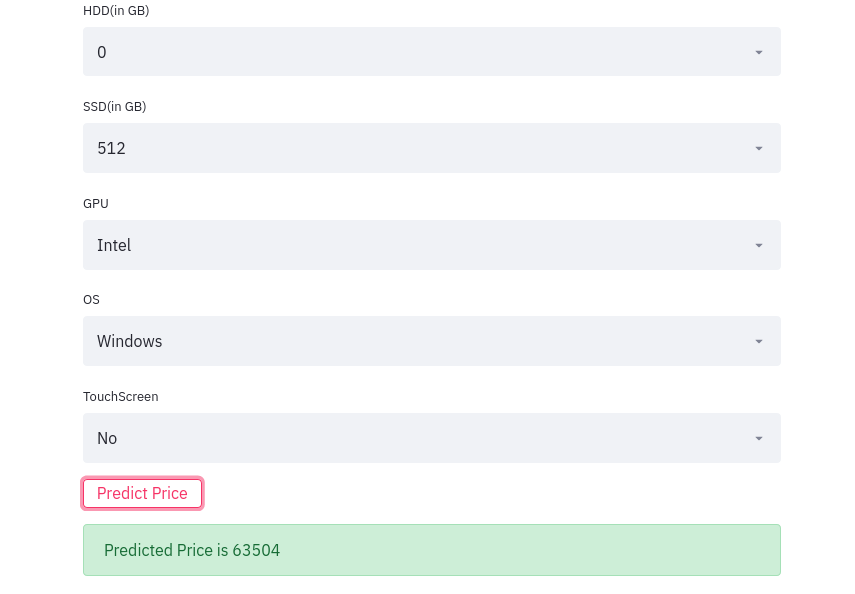 HDD(in GB)
0
SSD(in GB)
512
GPU
Intel
OS
Windows
TouchScreen
No
Predict Price
Predicted Price is 63504